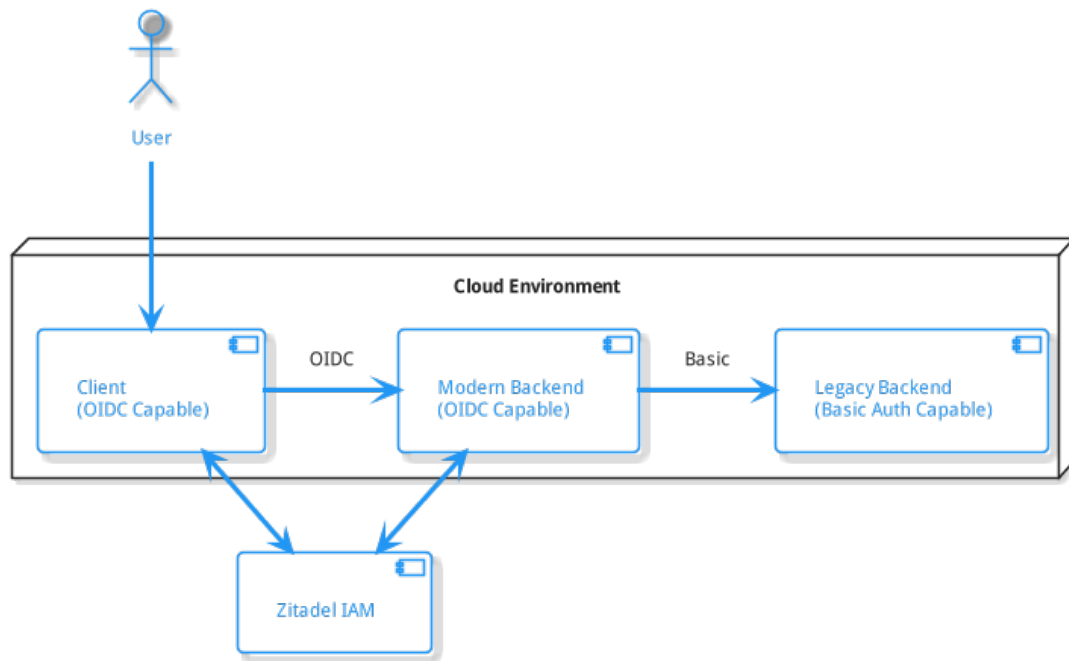 User
Cloud Environment
OIDC
Basic
Client
(OIDC Capable)
Modern Backend
(OIDC Capable)
Legacy Backend
(Basic Auth Capable)
Zitadel IAM